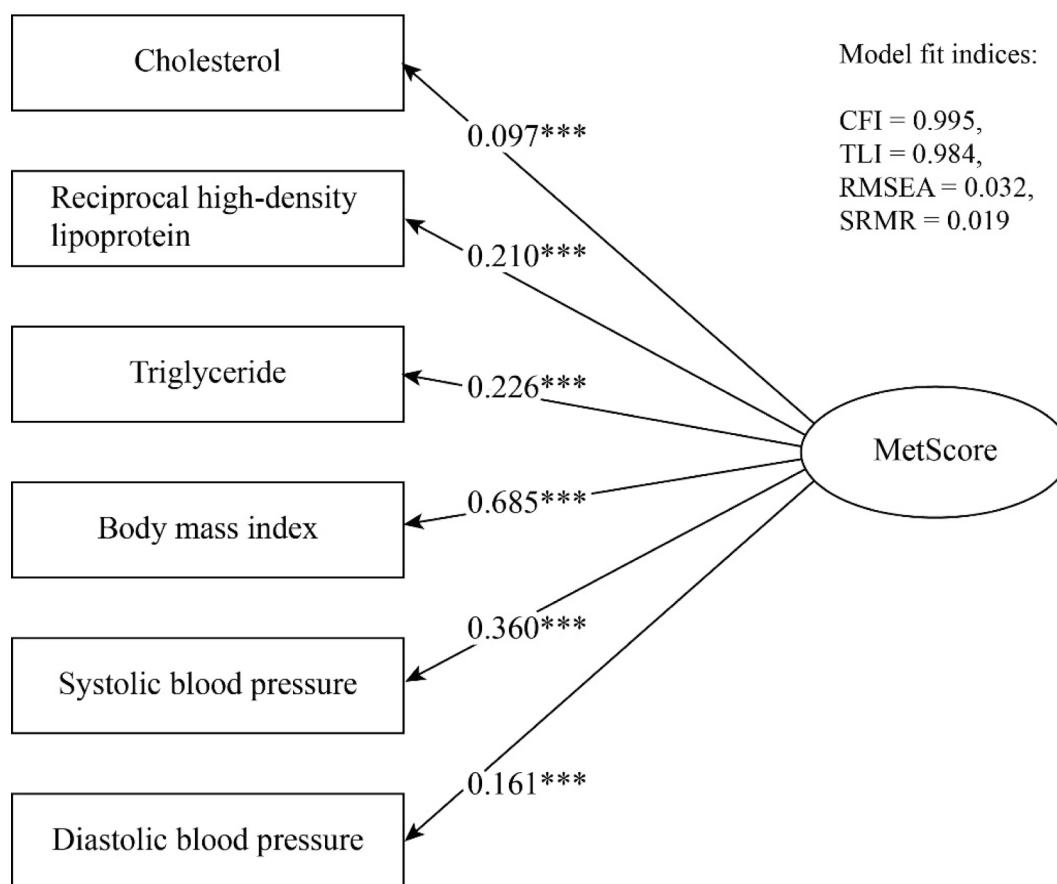 Cholesterol
Model fit indices:
CFI = 0.995,
TLI = 0.984,
RMSEA = 0.032,
SRMR = 0.019
0.097***
Reciprocal high-density
lipoprotein
0.210***
Triglyceride
0.226***
MetScore
Body mass index
0.685***
Systolic blood pressure
0.360***
Diastolic blood pressure
0.161***